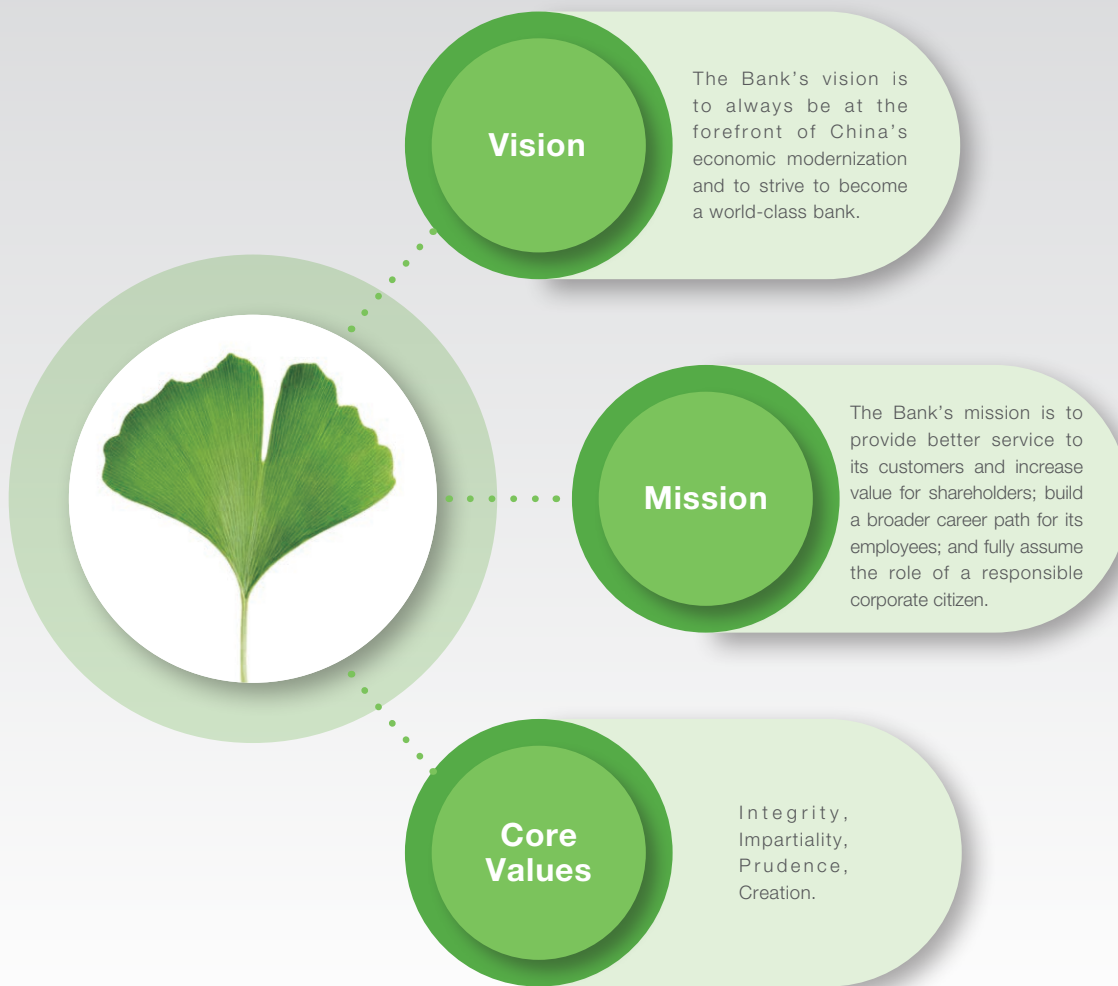 Vision
The Bank's vision is
to always be at the
forefront of China's
economic modernization
and to strive to become
a world-class bank.
Mission
The Bank's mission is to
provide better service to
its customers and increase
value for shareholders; build
a broader career path for its
employees; and fully assume
the role of a responsible
corporate citizen.
Core
Values
Integrity,
Impartiality,
Prudence,
Creation.